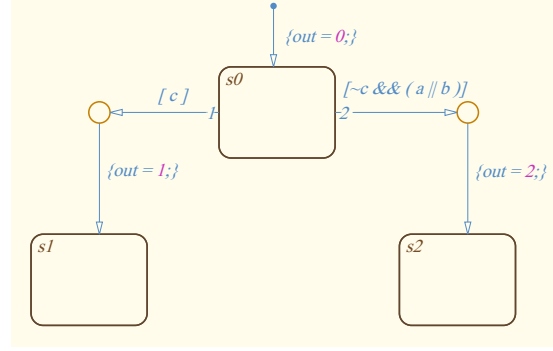 {out = 0;}
s0
[ c ]
[~c && ( a || b )]
1
2
{out = 1;}
{out = 2;}
s1
s2